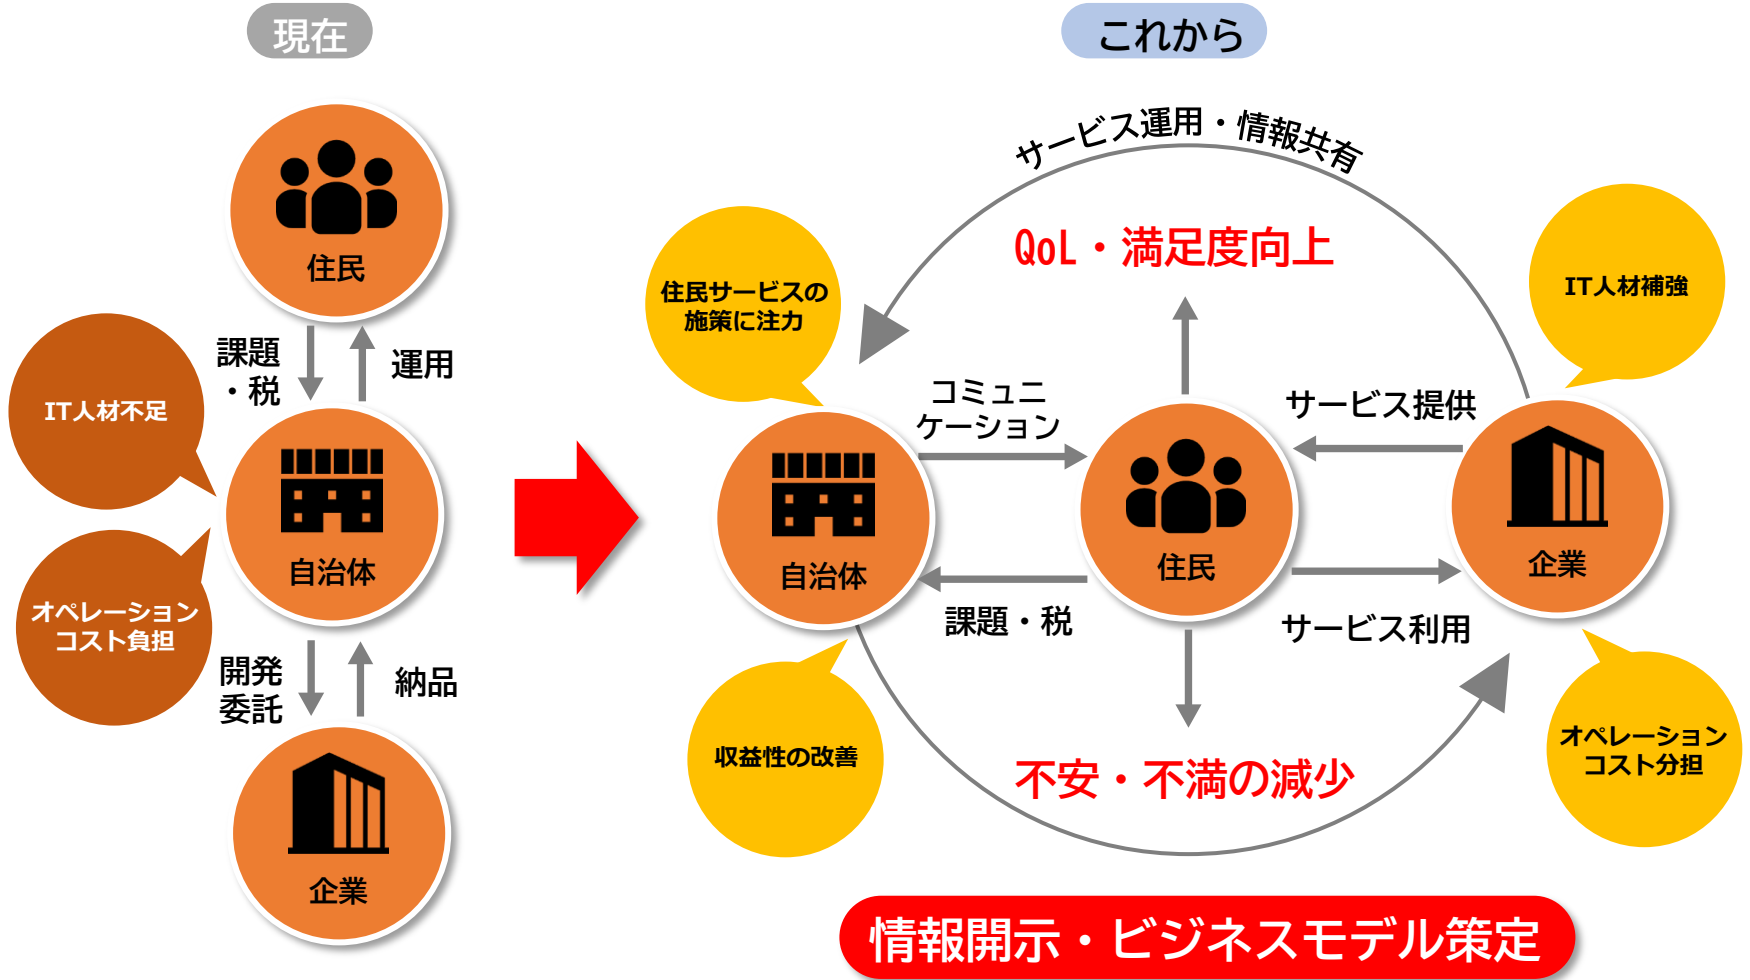 現在
住民
課題
・税
運用
IT人材不足
自治体
オペレーション
コスト負担
開発
委託
納品
企業
これから
サービス運用・情報共有
QoL・満足度向上
住民サービスの
施策に注力
IT人材補強
コミュニ
ケーション
サービス提供
自治体
住民
企業
課題・税
サービス利用
収益性の改善
不安・不満の減少
オペレーション
コスト分担
情報開示・ビジネスモデル策定